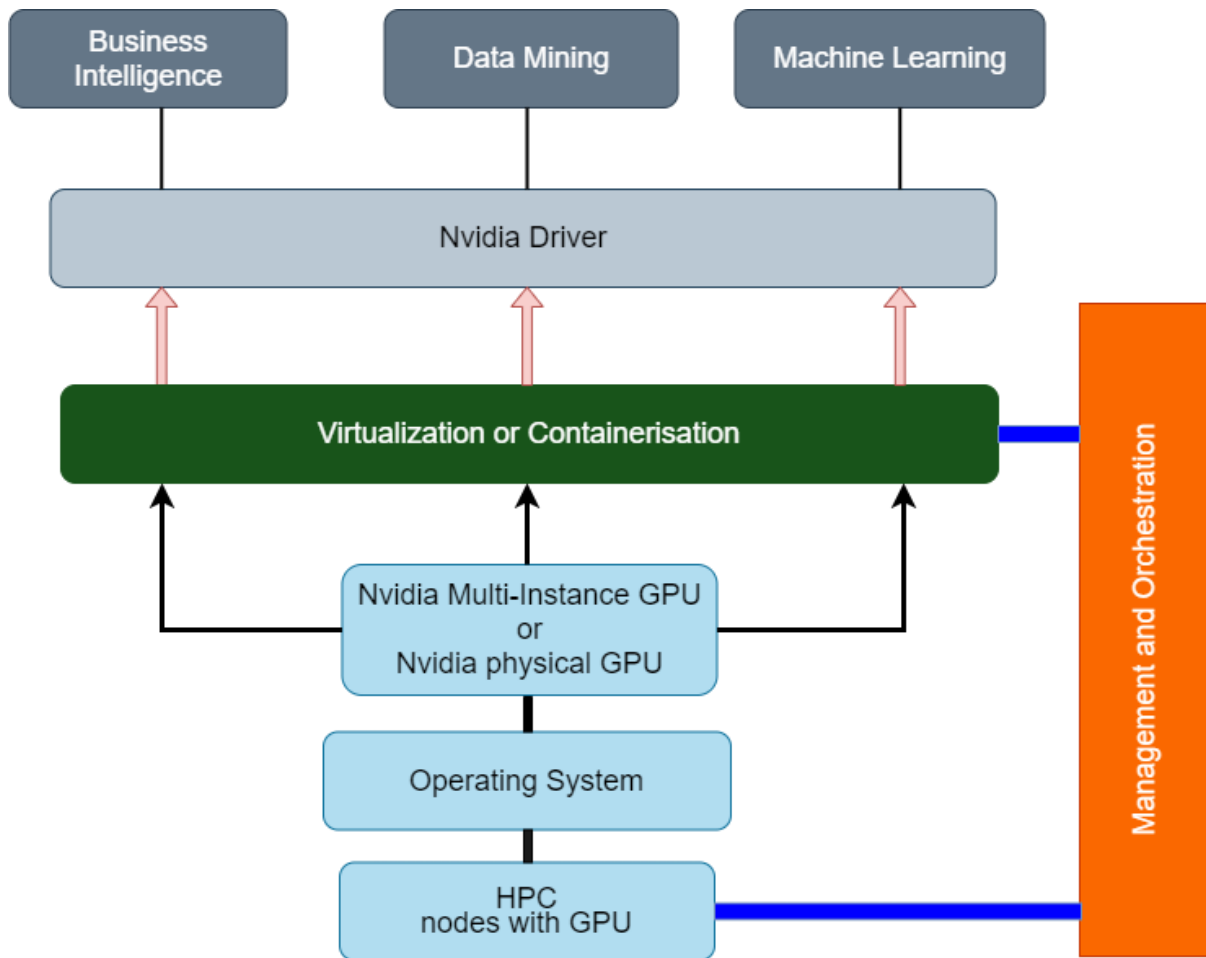 Business
Intelligence
Data Mining
Machine Learning
Nvidia Driver
Virtualization or Containerisation
Nvidia Multi-Instance GPU
or
Nvidia physical GPU
Operating System
HPC
nodes with GPU
Management and Orchestration